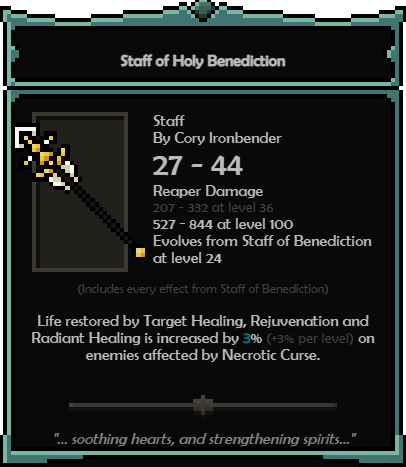 Staff of Holy Benediction
Staff
By Cory Ironbender
27 - 44
Reaper Damage
207 - 332 at level 36
527 - 844 at level 100
Evolves from Staff of Benediction
at level 24
(Includes every effect from Staff of Benediction)
Life restored by Target Healing, Rejuvenation and
Radiant Healing is increased by 3% (+3% per level) on
enemies affected by Necrotic Curse.
"... soothing hearts, and strengthening spirits..."